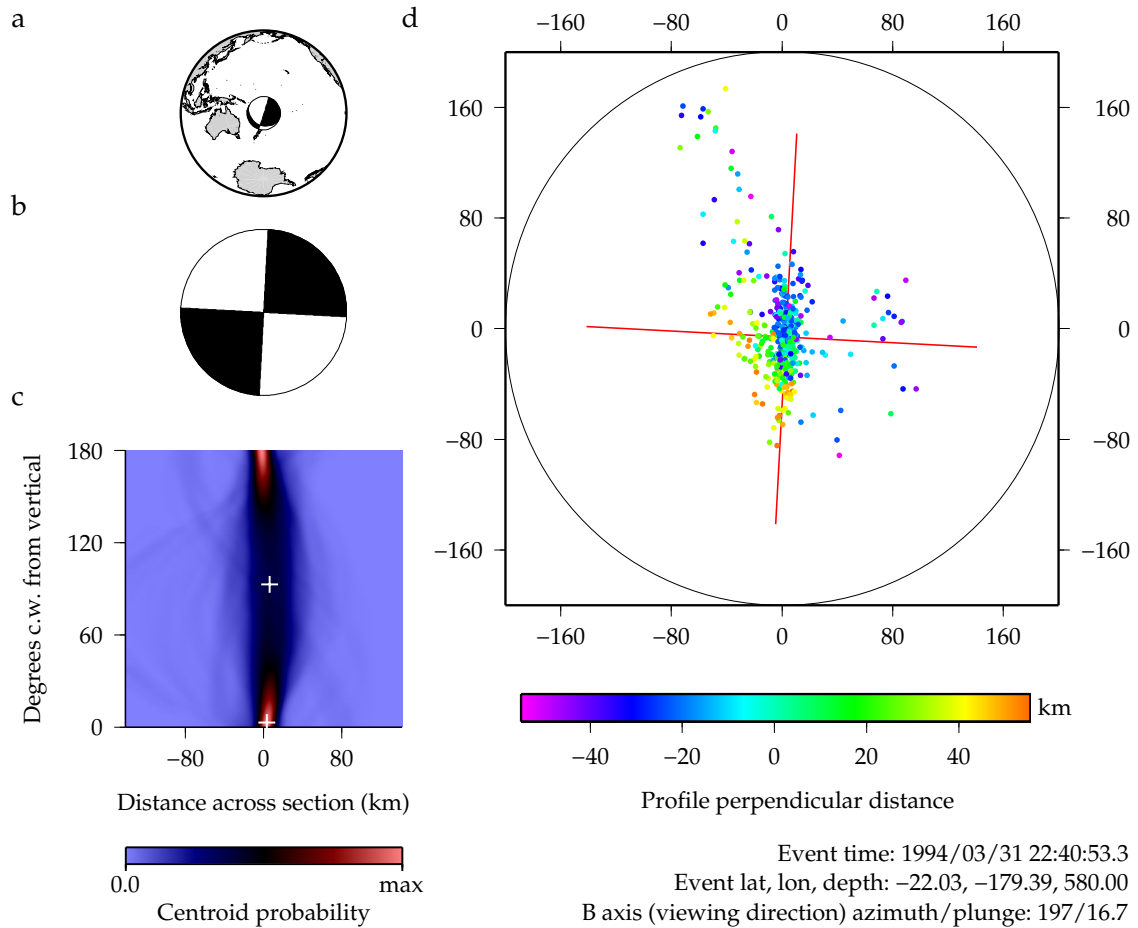 a
b
c
d
−160 −80 0 80 160
160
80
0
−80
−160
160
80
0
−80
−160
−160 −80 0 80 160
Degrees c.w. from vertical
180
120
60
0
−80 0 80
Distance across section (km)
0.0 max
Centroid probability
km
−40 −20 0 20 40
Profile perpendicular distance
Event time: 1994/03/31 22:40:53.3
Event lat, lon, depth: −22.03, −179.39, 580.00
B axis (viewing direction) azimuth/plunge: 197/16.7